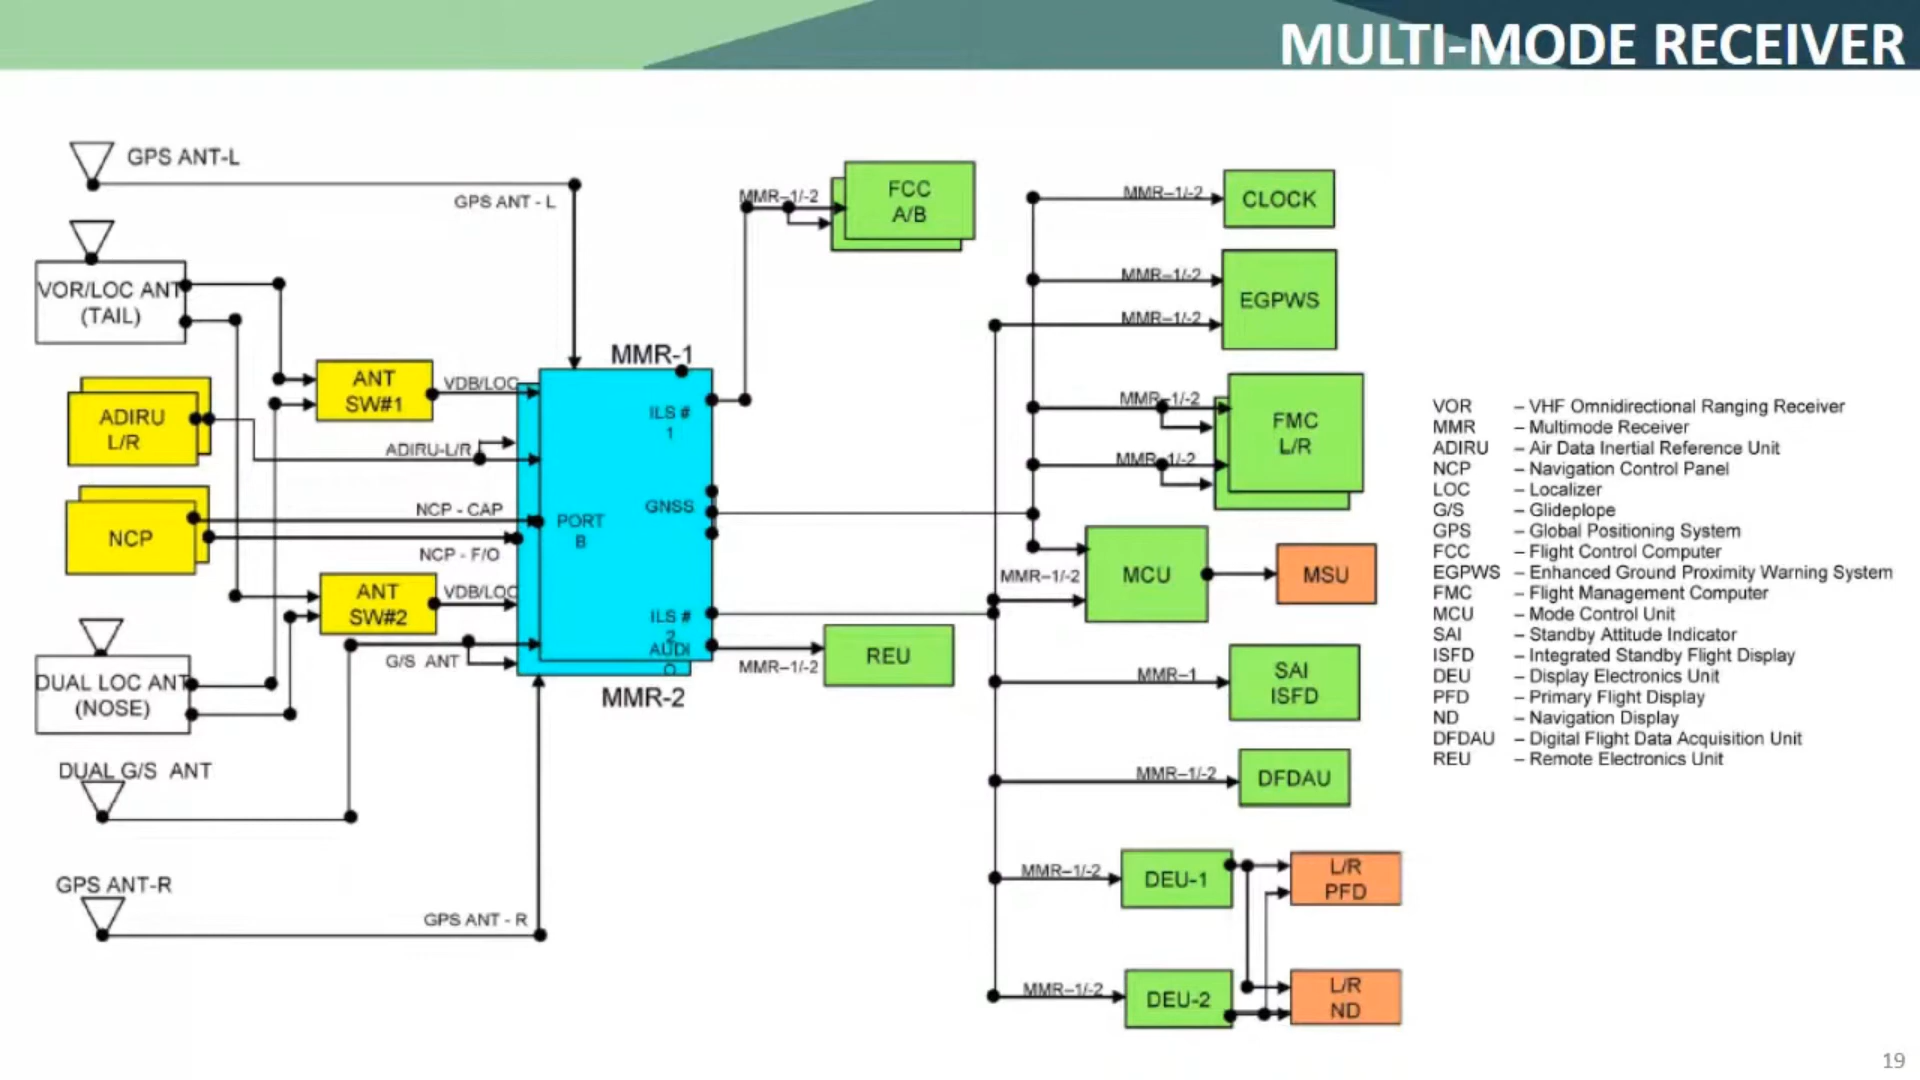 MULTI-MODE RECEIVER
GPS ANT-L
GPS ANT - L
VOR/LOC ANT
(TAIL)
ADIRU
L/R
NCP
DUAL LOC ANT
(NOSE)
DUAL G/S ANT
GPS ANT-R
GPS ANT - R
ANT
SW#1
VDB/LOC
ADIRU-L/R
NCP - CAP
NCP - F/O
ANT
SW#2
VDB/LOC
G/S ANT
MMR-1
ILS #
1
GNSS
PORT
B
ILS #
2
AUDI
O
MMR-2
MMR–1/-2
FCC
A/B
MMR–1/-2
REU
MMR–1/-2
CLOCK
MMR–1/-2
MMR–1/-2
EGPWS
MMR–1/-2
MMR–1/-2
FMC
L/R
MMR–1/-2
MCU
MSU
MMR–1
SAI
ISFD
MMR–1/-2
DFDAU
MMR–1/-2
DEU-1
L/R
PFD
MMR–1/-2
DEU-2
L/R
ND
VOR – VHF Omnidirectional Ranging Receiver
MMR – Multimode Receiver
ADIRU – Air Data Inertial Reference Unit
NCP – Navigation Control Panel
LOC – Localizer
G/S – Glideplope
GPS – Global Positioning System
FCC – Flight Control Computer
EGPWS – Enhanced Ground Proximity Warning System
FMC – Flight Management Computer
MCU – Mode Control Unit
SAI – Standby Attitude Indicator
ISFD – Integrated Standby Flight Display
DEU – Display Electronics Unit
PFD – Primary Flight Display
ND – Navigation Display
DFDAU – Digital Flight Data Acquisition Unit
REU – Remote Electronics Unit
19